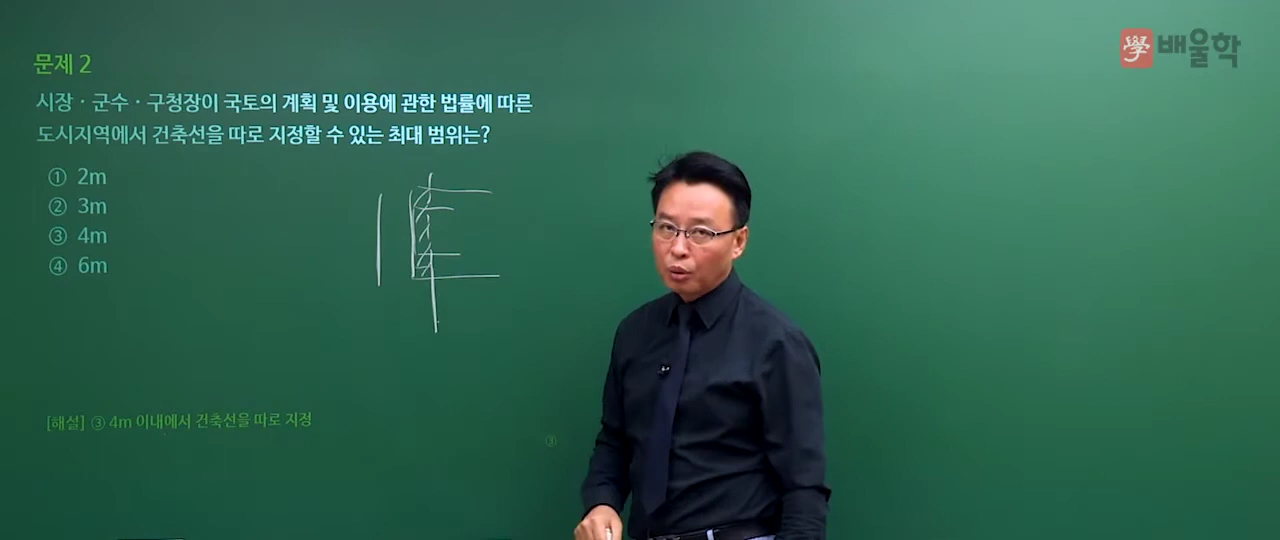 學 배울학
문제 2
시장 · 군수 · 구청장이 국토의 계획 및 이용에 관한 법률에 따른
도시지역에서 건축선을 따로 지정할 수 있는 최대 범위는?
① 2m
② 3m
③ 4m
④ 6m
[해설] ③ 4m 이내에서 건축선을 따로 지정
③